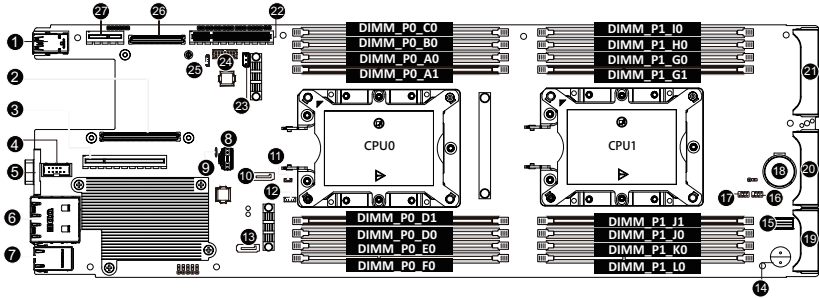 27 26 22
1 DIMM_P0_C0 DIMM_P1_I0
DIMM_P0_B0 DIMM_P1_H0
2 25 24 DIMM_P0_A0 DIMM_P1_G0 21
DIMM_P0_A1 DIMM_P1_G1
23
3
4 8
CPU0 CPU1
5 9 11
10 18
12 17 16 20
6 DIMM_P0_D1 DIMM_P1_J1 15
DIMM_P0_D0 DIMM_P1_J0
13 19
7 DIMM_P0_E0 DIMM_P1_K0
DIMM_P0_F0 DIMM_P1_L0
14